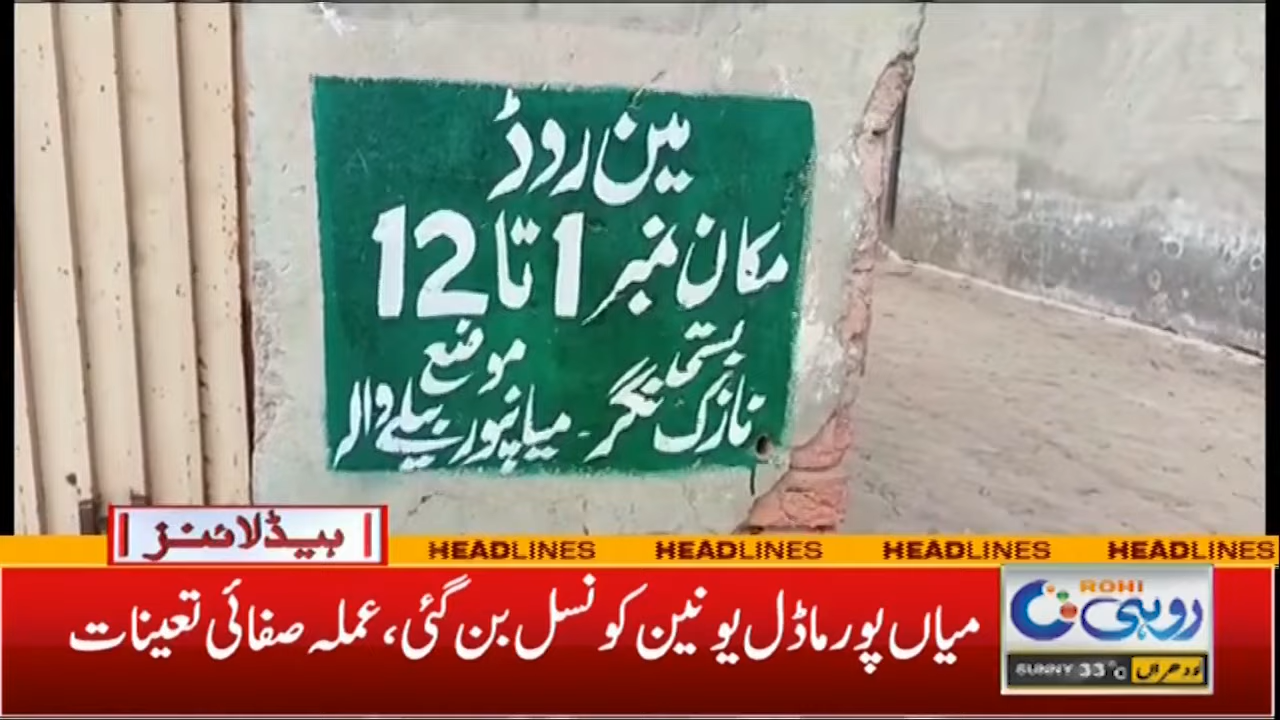 مین روڈ
مکان نمبر 1 تا 12
بستی
موضع
نازک نگر - میانپور بیلے والا
ہیڈلائنز
HEADLINES HEADLINES HEADLINES HEADLINES
ROHI
روہی
میاں پور ماڈل یونین کونسل بن گئی، عملہ صفائی تعینات
SUNNY 33°c لودھراں